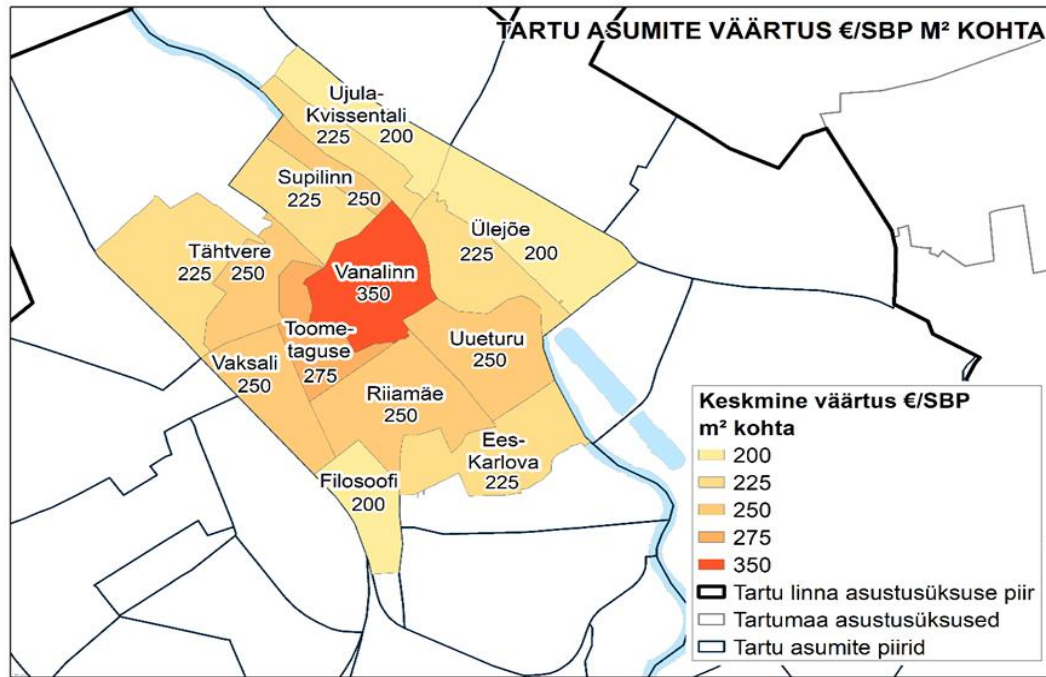 TARTU ASUMITE VÄÄRTUS €/SBP M² KOHTA
Ujula-
Kvissentali
225 200
Supilinn
225 250
Ülejõe
225 200
Tähtvere
225 250
Vanalinn
350
Toome-
taguse
275
Uueturu
250
Vaksali
250
Riiamäe
250
Ees-
Karlova
225
Filosoofi
200
Keskmine väärtus €/SBP
m² kohta
200
225
250
275
350
Tartu linna asustusüksuse piir
Tartumaa asustusüksused
Tartu asumite piirid